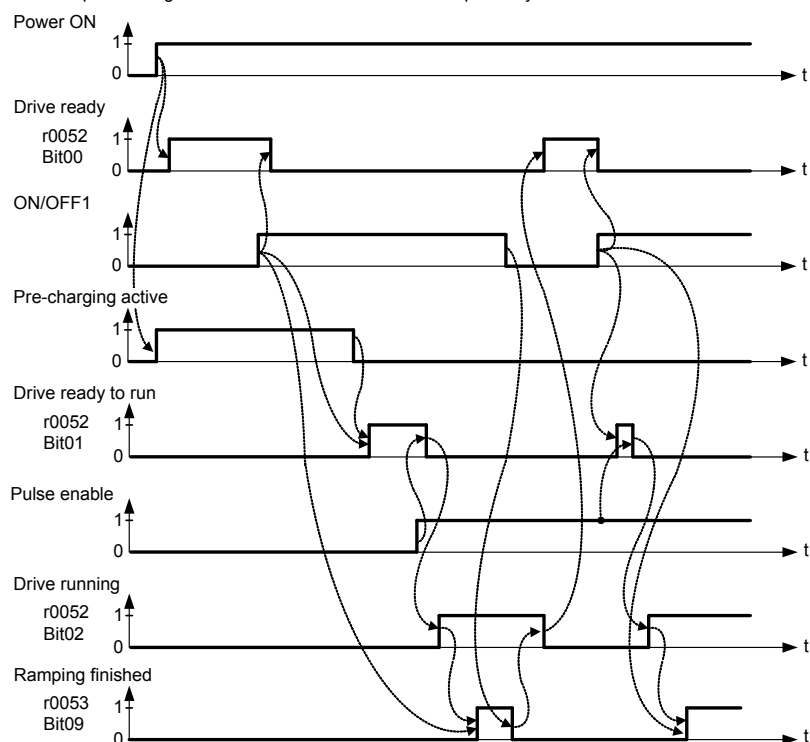 Power ON
1
0
t
Drive ready
r0052
Bit00
1
0
t
ON/OFF1
1
0
t
Pre-charging active
1
0
t
Drive ready to run
r0052
Bit01
1
0
t
Pulse enable
1
0
t
Drive running
r0052
Bit02
1
0
t
Ramping finished
r0053
Bit09
1
0
t